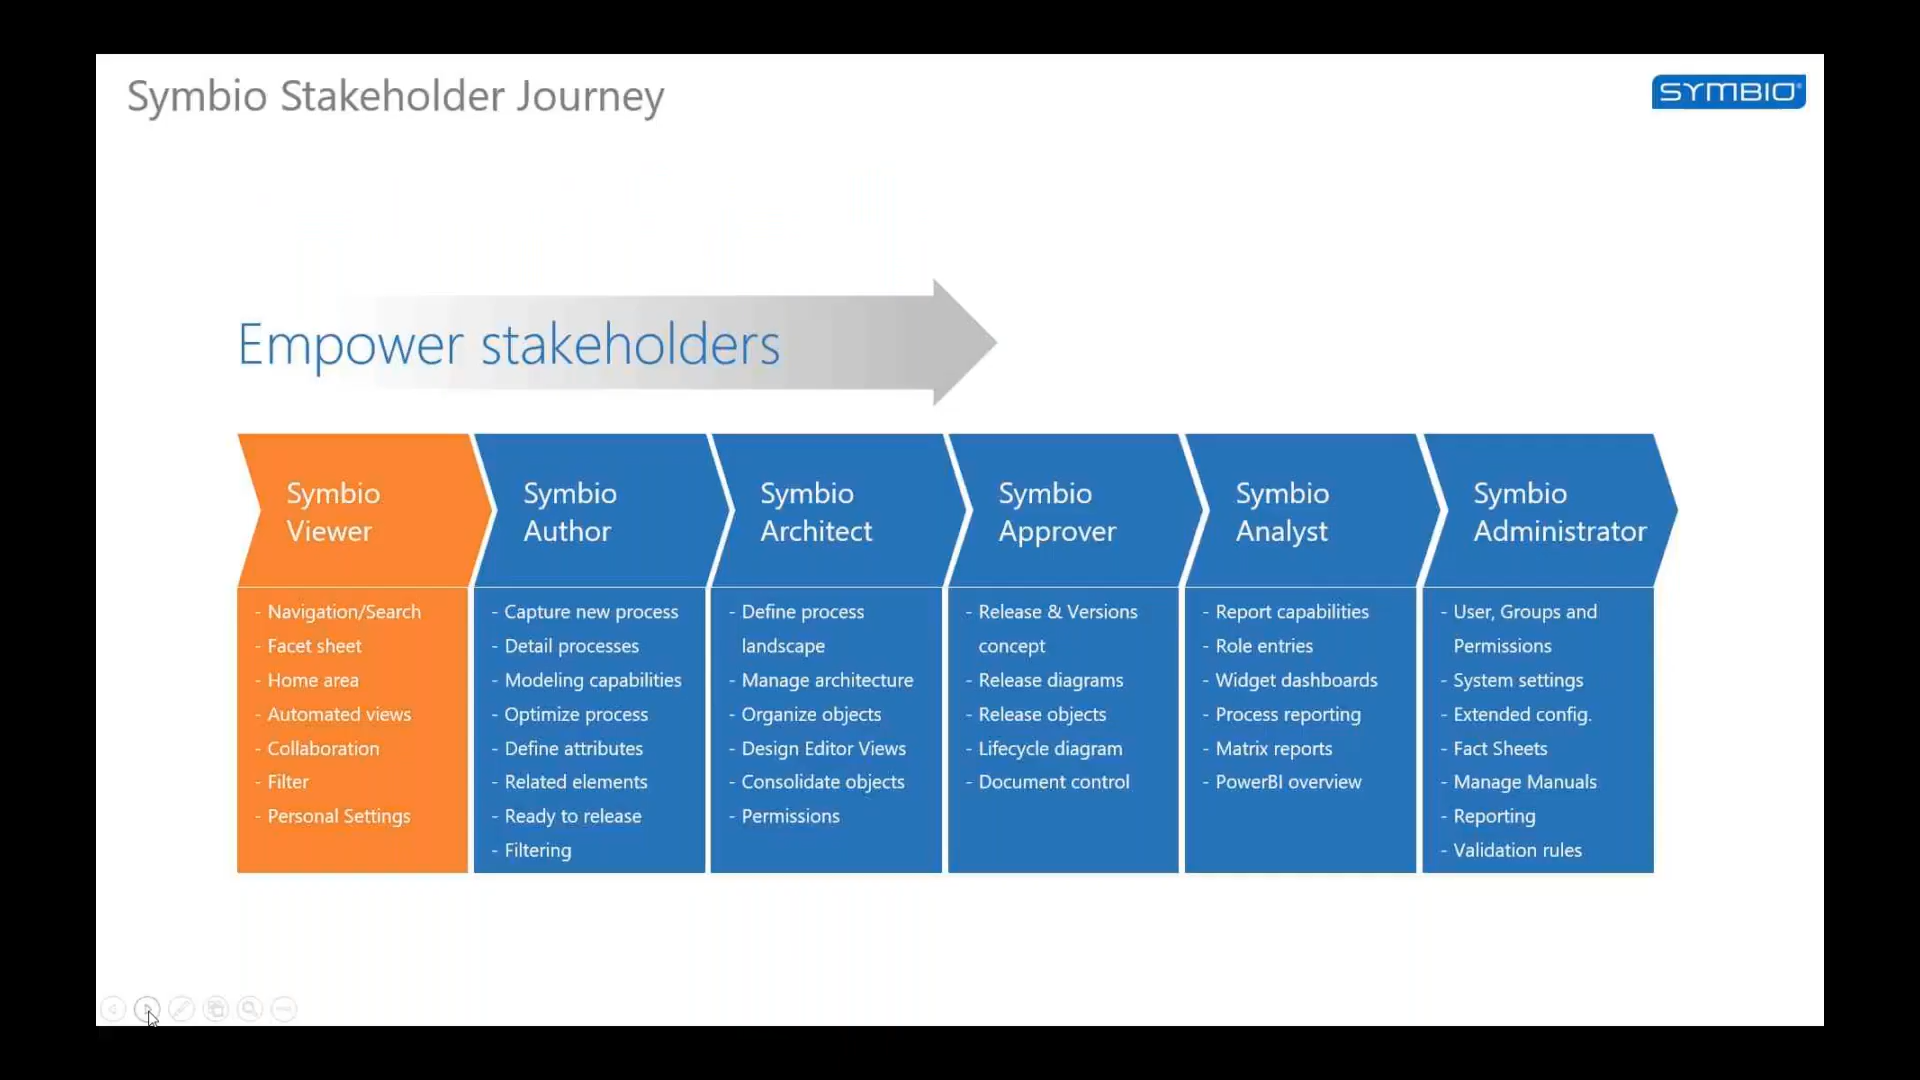 Symbio Stakeholder Journey
SYMBIO®
Empower stakeholders
Symbio
Viewer
- Navigation/Search
- Facet sheet
- Home area
- Automated views
- Collaboration
- Filter
- Personal Settings
Symbio
Author
- Capture new process
- Detail processes
- Modeling capabilities
- Optimize process
- Define attributes
- Related elements
- Ready to release
- Filtering
Symbio
Architect
- Define process
landscape
- Manage architecture
- Organize objects
- Design Editor Views
- Consolidate objects
- Permissions
Symbio
Approver
- Release & Versions
concept
- Release diagrams
- Release objects
- Lifecycle diagram
- Document control
Symbio
Analyst
- Report capabilities
- Role entries
- Widget dashboards
- Process reporting
- Matrix reports
- PowerBI overview
Symbio
Administrator
- User, Groups and
Permissions
- System settings
- Extended config.
- Fact Sheets
- Manage Manuals
- Reporting
- Validation rules